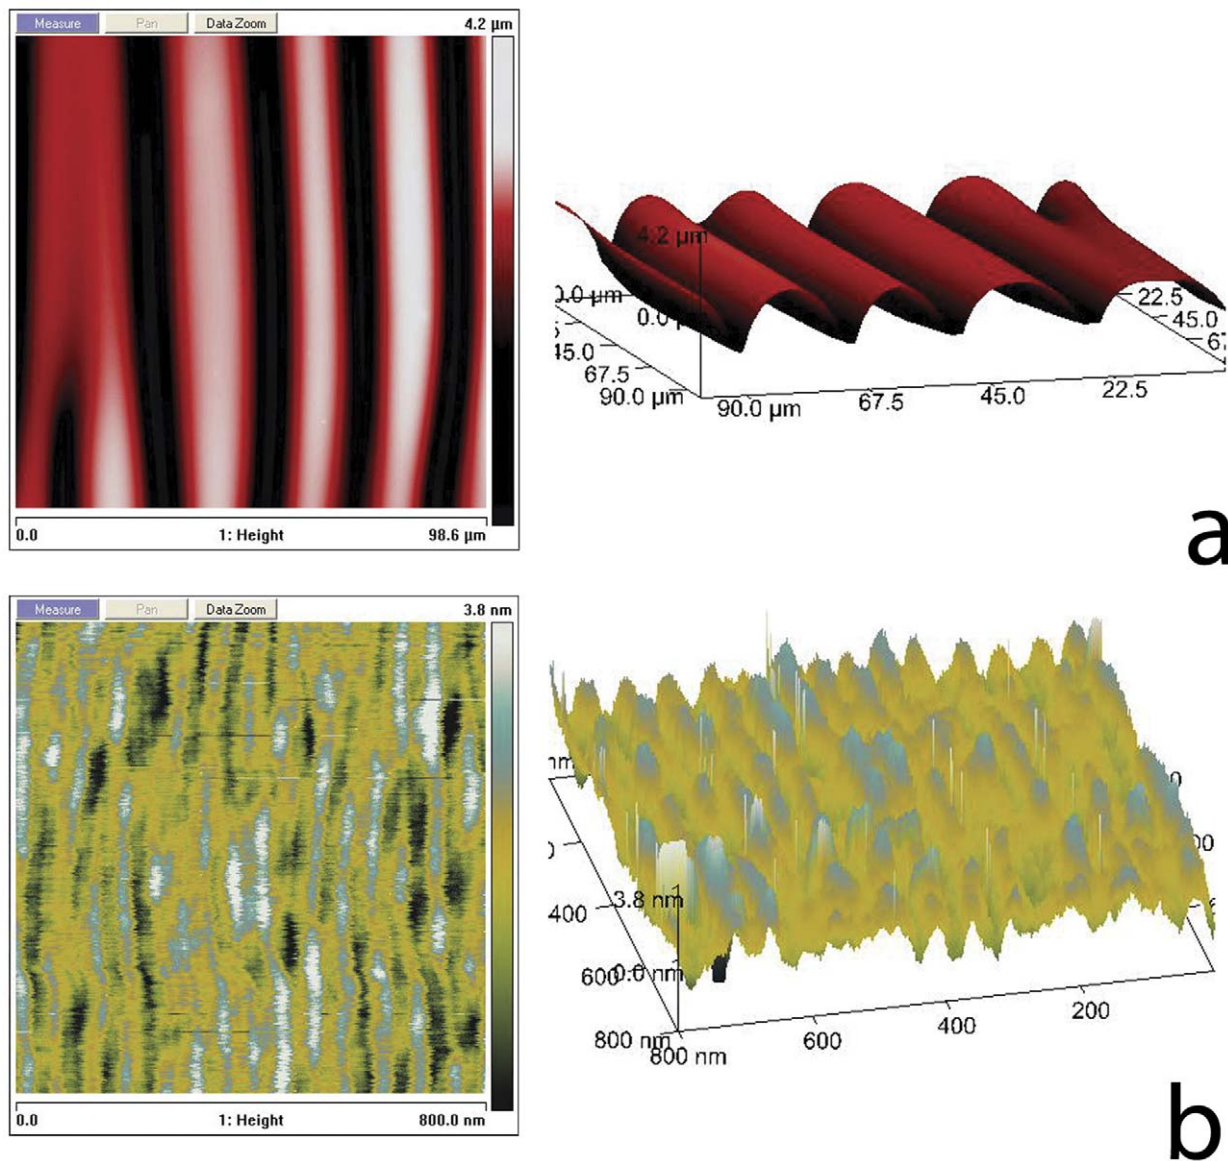 Measure Pan Data Zoom 4.2 µm
0.0 1: Height 98.6 µm
4.2 µm
0.0 µm
45.0
67.5
90.0 µm
90.0 µm 67.5 45.0 22.5
22.5
45.0
a
Measure Pan Data Zoom 3.8 nm
0.0 1: Height 800.0 nm
400
3.8 nm
600
0.0 nm
800 nm
800 nm 600 400 200
b